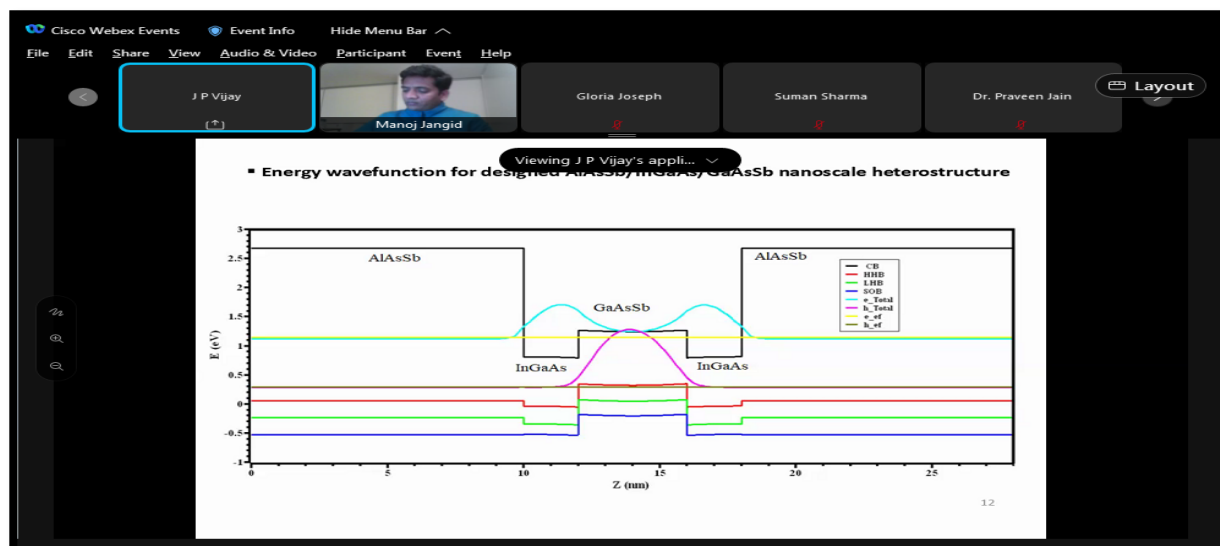 Cisco Webex Events Event Info Hide Menu Bar
File Edit Share View Audio & Video Participant Event Help
J P Vijay
Manoj Jangid
Gloria Joseph
Suman Sharma
Dr. Praveen Jain
Layout
Viewing J P Vijay's appli...
▪ Energy wavefunction for designed AlAsSb/InGaAs/GaAsSb nanoscale heterostructure
3
2.5
2
1.5
1
0.5
0
-0.5
-1
E (eV)
AlAsSb
AlAsSb
GaAsSb
InGaAs
InGaAs
CB
HHB
LHB
SOB
e_Total
h_Total
e_ef
h_ef
0 5 10 15 20 25
Z (nm)
12